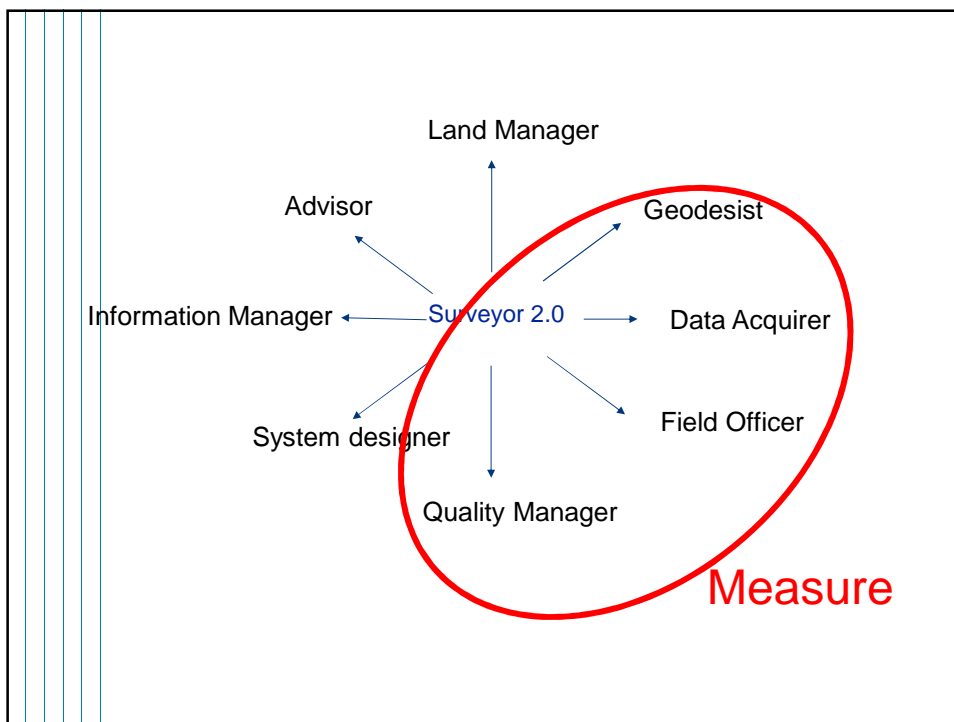 Land Manager
Advisor
Geodesist
Information Manager
Surveyor 2.0
Data Acquirer
System designer
Field Officer
Quality Manager
Measure